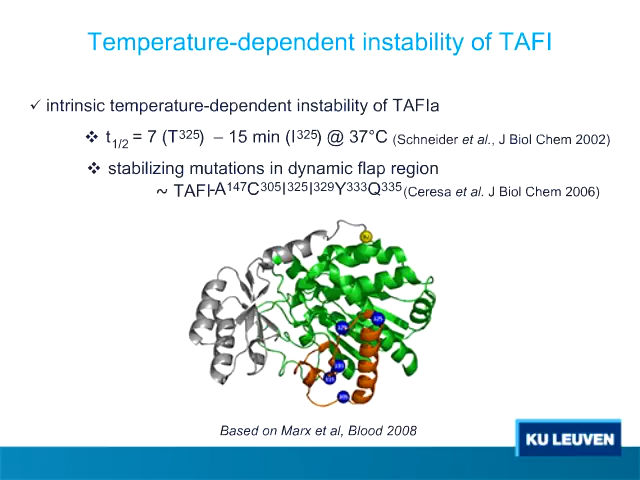 Temperature-dependent instability of TAFI
✓ intrinsic temperature-dependent instability of TAFIa
❖ t1/2 = 7 (T325) – 15 min (I325) @ 37°C (Schneider et al., J Biol Chem 2002)
❖ stabilizing mutations in dynamic flap region
~ TAFI-A147C305I325I329Y333Q335 (Ceresa et al. J Biol Chem 2006)
Based on Marx et al, Blood 2008
KU LEUVEN